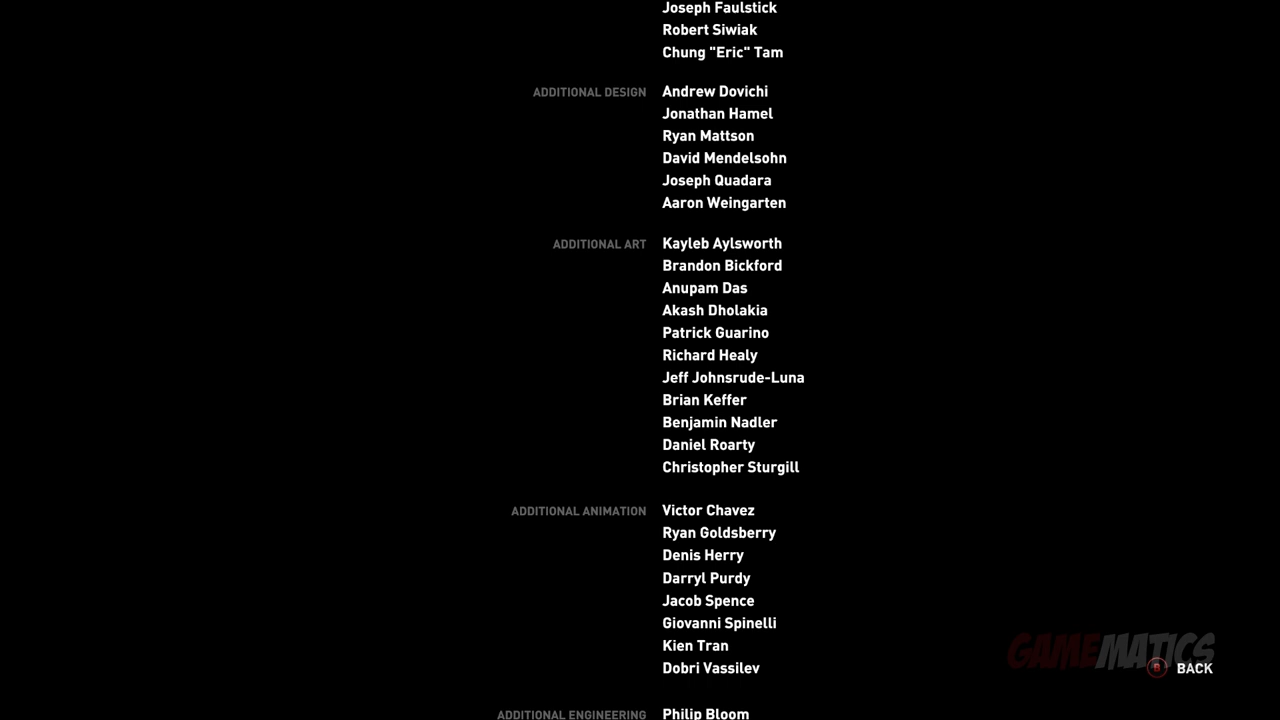 Joseph Faulstick
Robert Siwiak
Chung "Eric" Tam
ADDITIONAL DESIGN Andrew Dovichi
Jonathan Hamel
Ryan Mattson
David Mendelsohn
Joseph Quadara
Aaron Weingarten
ADDITIONAL ART Kayleb Aylsworth
Brandon Bickford
Anupam Das
Akash Dholakia
Patrick Guarino
Richard Healy
Jeff Johnsrude-Luna
Brian Keffer
Benjamin Nadler
Daniel Roarty
Christopher Sturgill
ADDITIONAL ANIMATION Victor Chavez
Ryan Goldsberry
Denis Herry
Darryl Purdy
Jacob Spence
Giovanni Spinelli
Kien Tran
Dobri Vassilev
GAMEMATICS
B BACK
ADDITIONAL ENGINEERING Philip Bloom